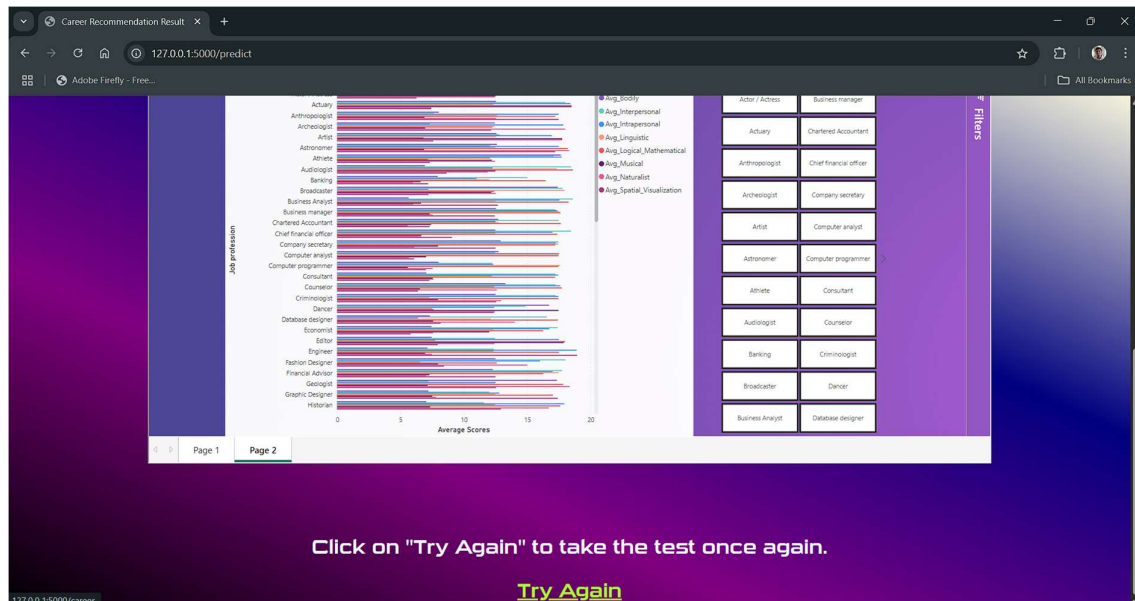 Career Recommendation Result
127.0.0.1:5000/predict
Adobe Firefly - Free...
All Bookmarks
Actuary
Anthropologist
Archeologist
Artist
Astronomer
Athlete
Audiologist
Banking
Broadcaster
Business Analyst
Business manager
Chartered Accountant
Chief financial officer
Company secretary
Computer analyst
Computer programmer
Consultant
Counselor
Criminologist
Dancer
Database designer
Economist
Editor
Engineer
Fashion Designer
Financial Advisor
Geologist
Graphic Designer
Historian
Job profession
0 5 10 15 20
Average Scores
Avg_Bodily
Avg_Interpersonal
Avg_Intrapersonal
Avg_Linguistic
Avg_Logical_Mathematical
Avg_Musical
Avg_Naturalist
Avg_Spatial_Visualization
Actor / Actress Business manager
Actuary Chartered Accountant
Anthropologist Chief financial officer
Archeologist Company secretary
Artist Computer analyst
Astronomer Computer programmer
Athlete Consultant
Audiologist Counselor
Banking Criminologist
Broadcaster Dancer
Business Analyst Database designer
Filters
Page 1 Page 2
Click on "Try Again" to take the test once again.
Try Again
127.0.0.1:5000/career